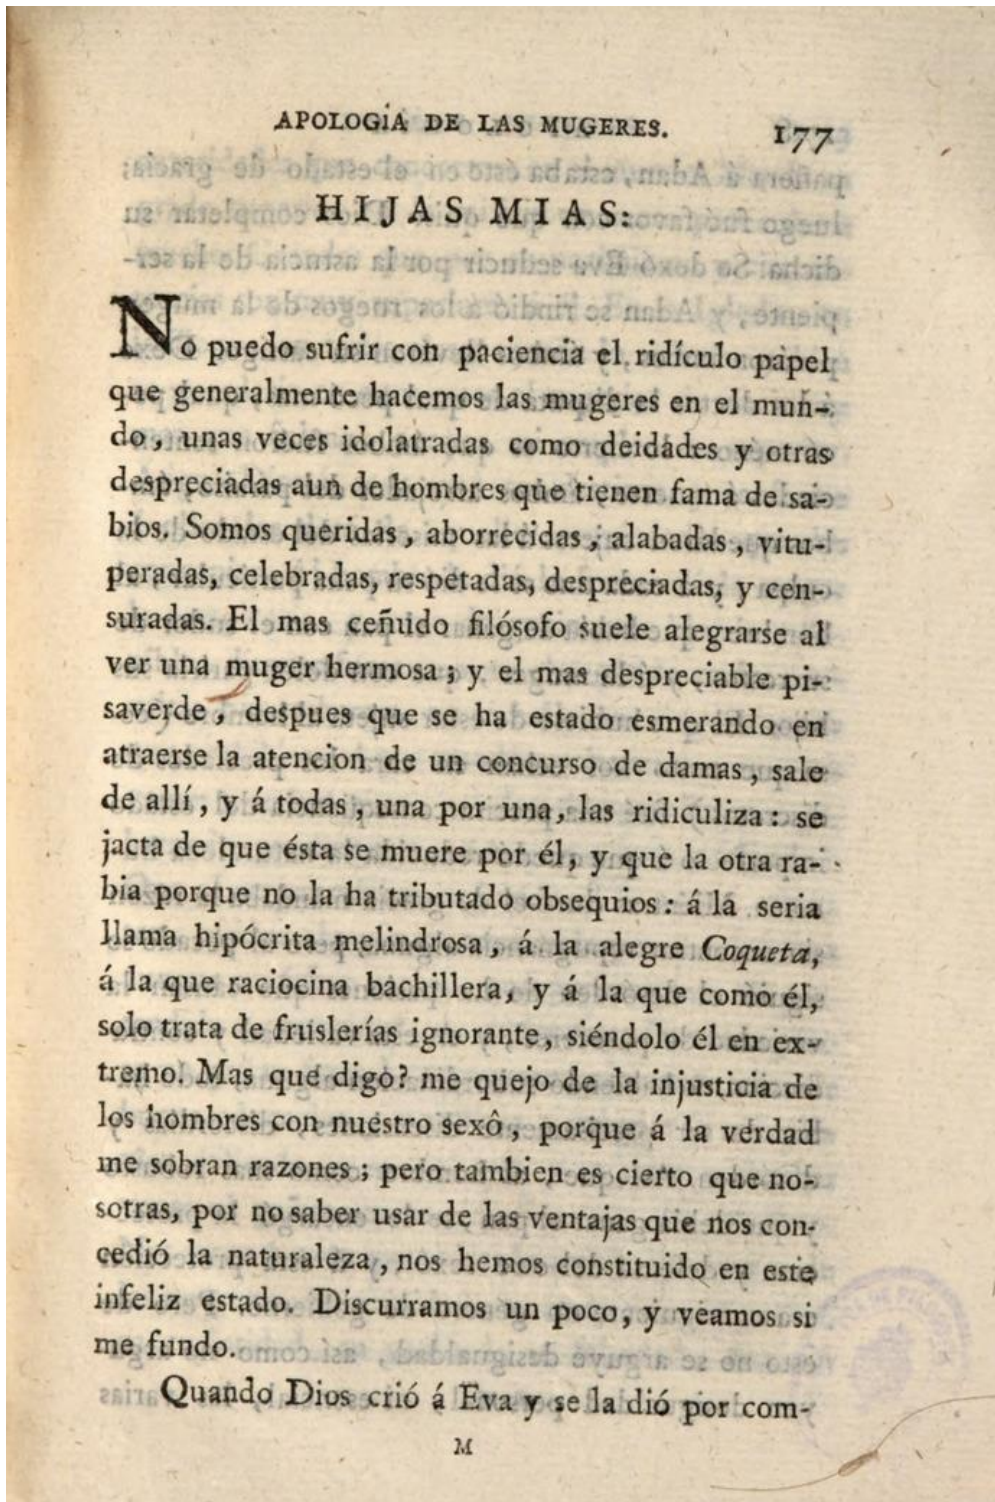 APOLOGÍA DE LAS MUGERES. 177
HIJAS MIAS:
No puedo sufrir con paciencia el ridículo papel
que generalmente hacemos las mugeres en el mun-
do, unas veces idolatradas como deidades y otras
despreciadas aun de hombres que tienen fama de sa-
bios. Somos queridas, aborrecidas, alabadas, vitu-
peradas, celebradas, respetadas, despreciadas, y cen-
suradas. El mas ceñudo filósofo suele alegrarse al
ver una muger hermosa; y el mas despreciable pi-
saverde, despues que se ha estado esmerando en
atraerse la atencion de un concurso de damas, sale
de allí, y á todas, una por una, las ridiculiza: se
jacta de que ésta se muere por él, y que la otra ra-
bia porque no la ha tributado obsequios: á la seria
llama hipócrita melindrosa, á la alegre Coqueta,
á la que raciocina bachillera, y á la que como él,
solo trata de fruslerías ignorante, siéndolo él en ex-
tremo. Mas qué digo? me quejo de la injusticia de
los hombres con nuestro sexô, porque á la verdad
me sobran razones; pero tambien es cierto que no-
sotras, por no saber usar de las ventajas que nos con-
cedió la naturaleza, nos hemos constituido en este
infeliz estado. Discurramos un poco, y veamos si
me fundo.
Quando Dios crió á Eva y se la dió por com-
M